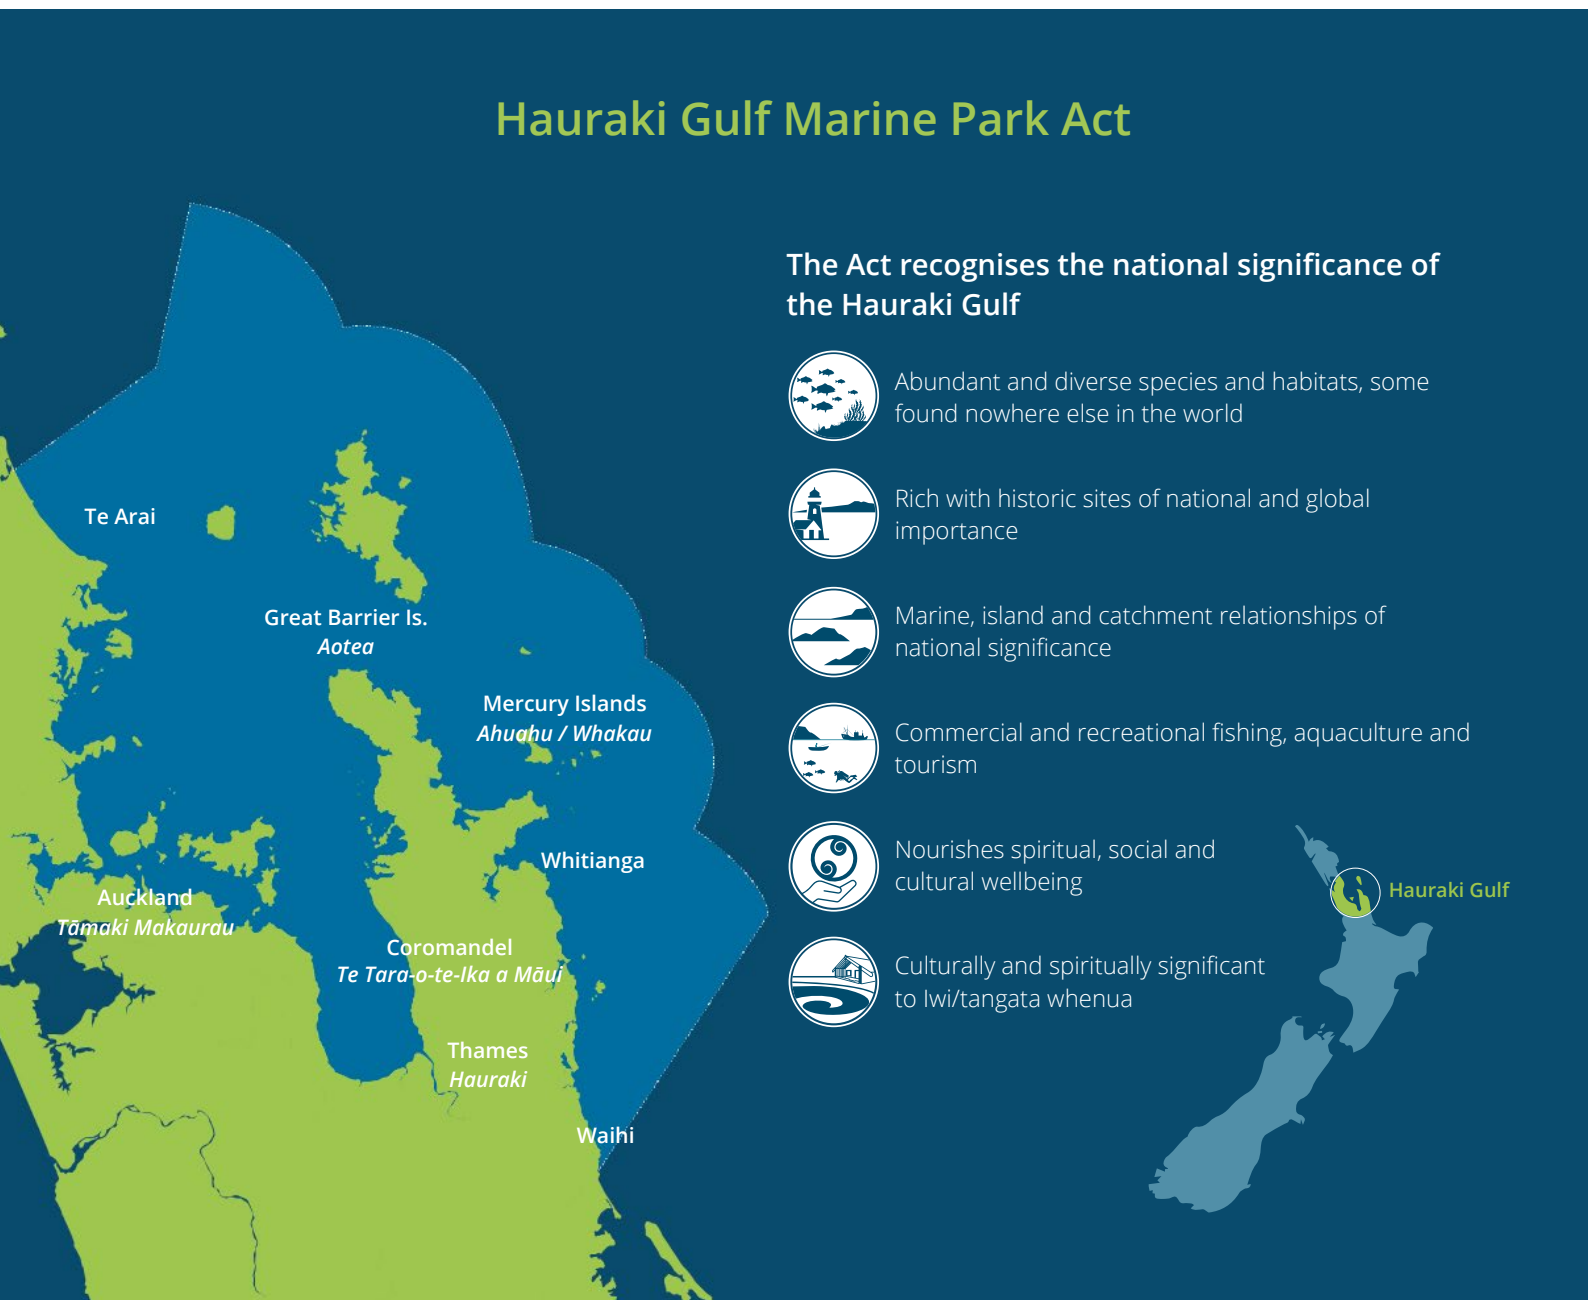 Hauraki Gulf Marine Park Act
The Act recognises the national significance of
the Hauraki Gulf
Abundant and diverse species and habitats, some
found nowhere else in the world
Rich with historic sites of national and global
importance
Marine, island and catchment relationships of
national significance
Commercial and recreational fishing, aquaculture and
tourism
Nourishes spiritual, social and
cultural wellbeing
Culturally and spiritually significant
to Iwi/tangata whenua
Te Arai
Great Barrier Is.
Aotea
Mercury Islands
Ahuahu / Whakau
Whitianga
Auckland
Tāmaki Makaurau
Coromandel
Te Tara-o-te-Ika a Māui
Thames
Hauraki
Waihi
Hauraki Gulf